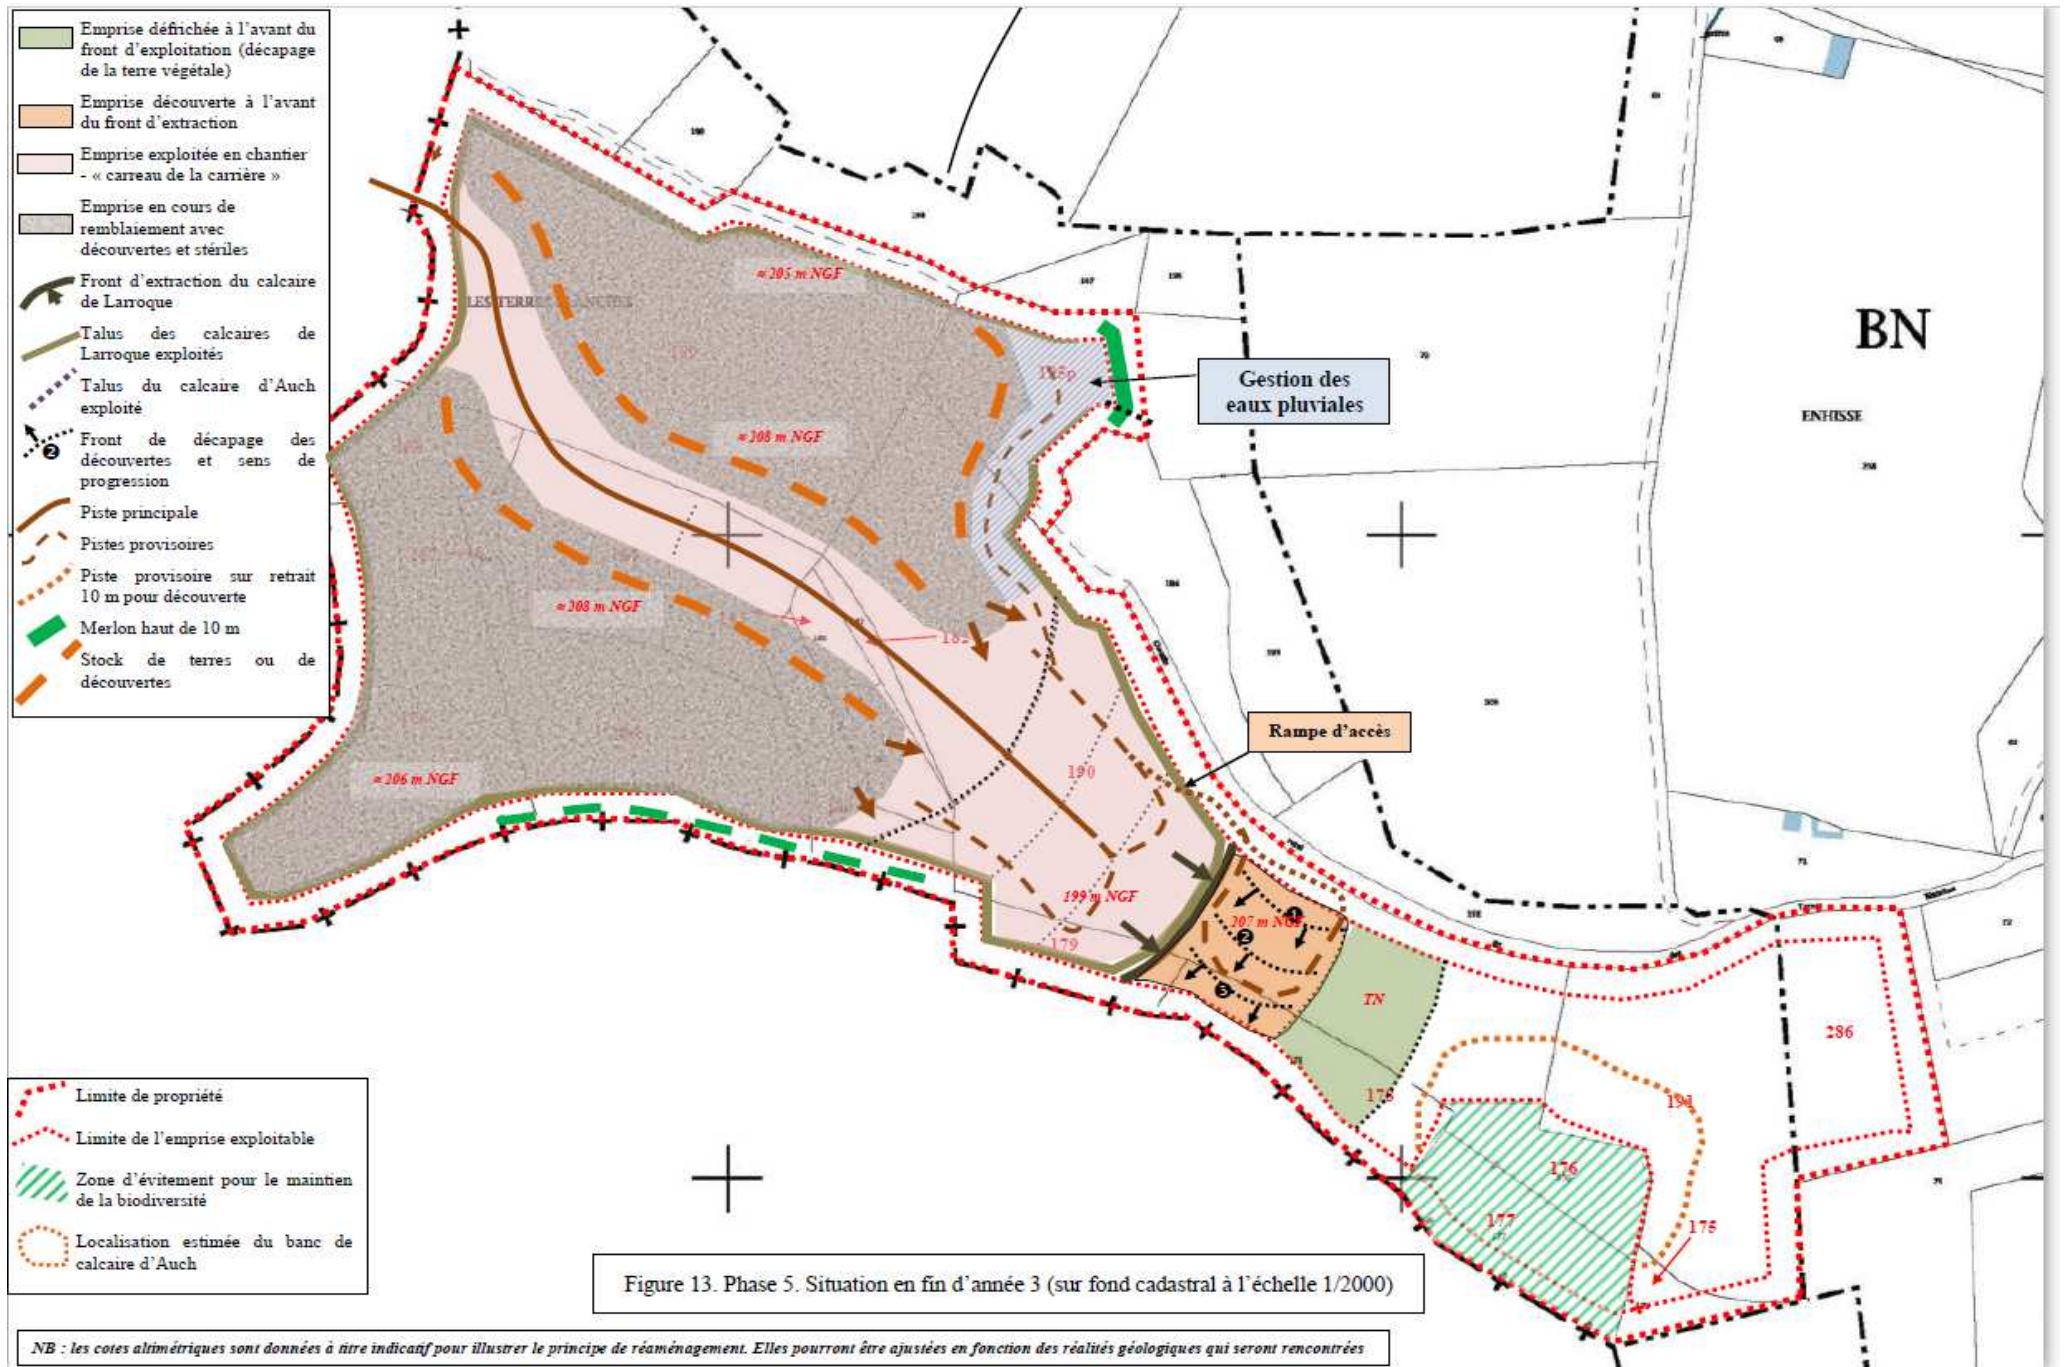 Emprise défrichée à l’avant du
front d’exploitation (décapage
de la terre végétale)
Emprise découverte à l’avant
du front d’extraction
Emprise exploitée en chantier
- « carreau de la carrière »
Emprise en cours de
remblaiement avec
découvertes et stériles
Front d’extraction du calcaire
de Larroque
Talus des calcaires de
Larroque exploités
Talus du calcaire d’Auch
exploité
Front de décapage des
découvertes et sens de
progression
2
Piste principale
Pistes provisoires
Piste provisoire sur retrait
10 m pour découverte
Merlon haut de 10 m
Stock de terres ou de
découvertes
≈ 205 m NGF
≈ 208 m NGF
≈ 208 m NGF
≈ 206 m NGF
Gestion des
eaux pluviales
BN
ENHISSE
Rampe d’accès
190
199 m NGF
179
207 m NGF
1
2
3
TN
178
286
191
176
177
175
Limite de propriété
Limite de l’emprise exploitable
Zone d’évitement pour le maintien
de la biodiversité
Localisation estimée du banc de
calcaire d’Auch
Figure 13. Phase 5. Situation en fin d’année 3 (sur fond cadastral à l’échelle 1/2000)
NB : les cotes altimétriques sont données à titre indicatif pour illustrer le principe de réaménagement. Elles pourront être ajustées en fonction des réalités géologiques qui seront rencontrées